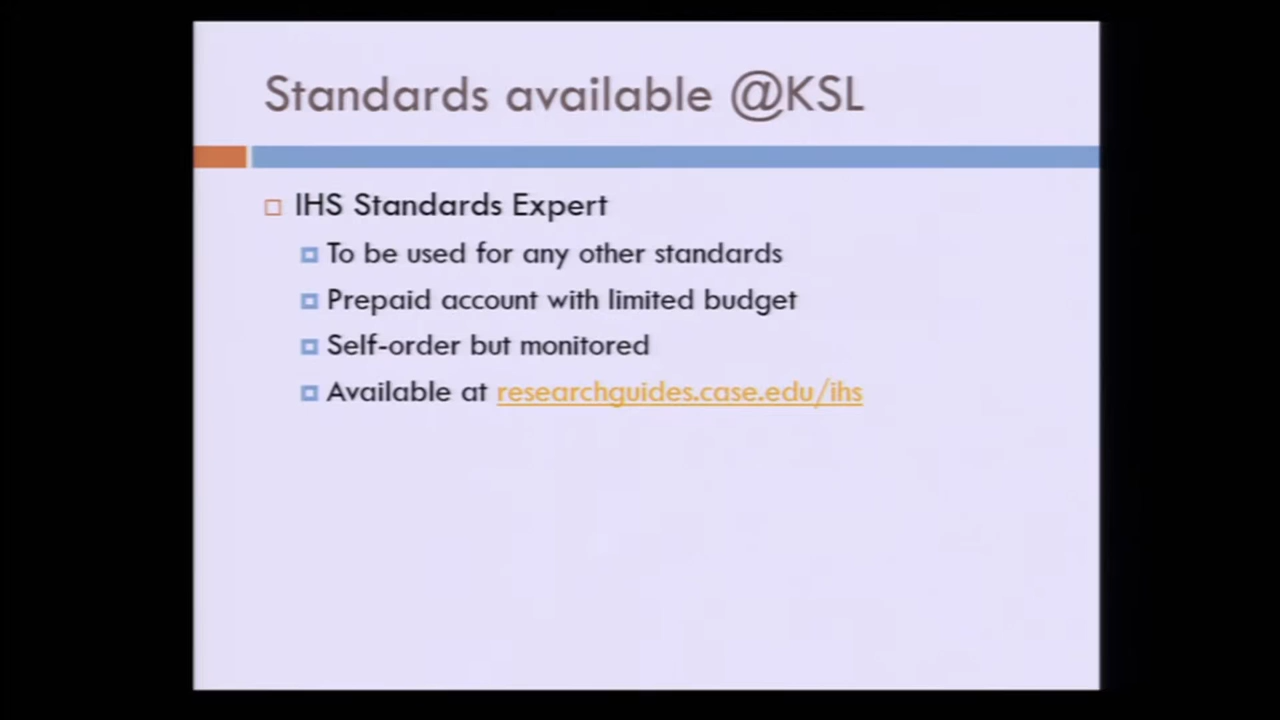 Standards available @KSL
IHS Standards Expert
To be used for any other standards
Prepaid account with limited budget
Self-order but monitored
Available at researchguides.case.edu/ihs